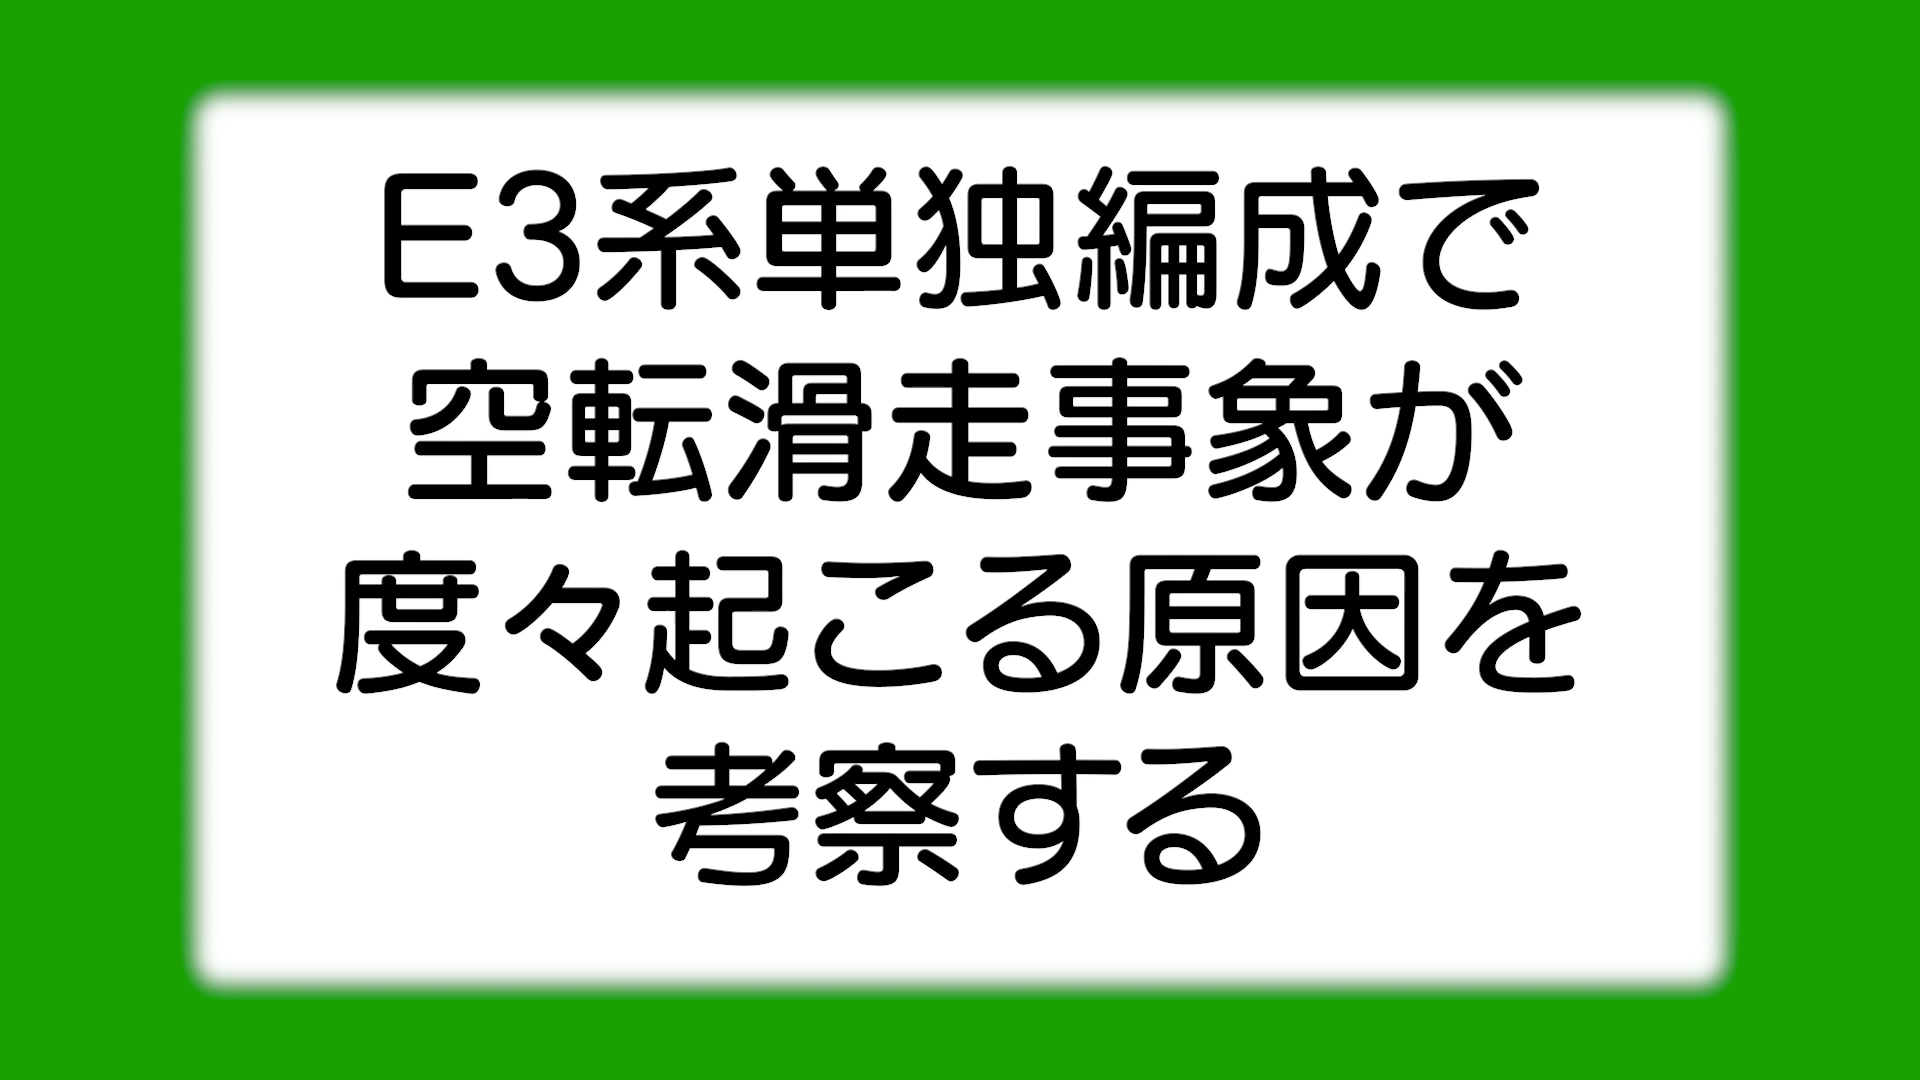 E3系単独編成で
空転滑走事象が
度々起こる原因を
考察する